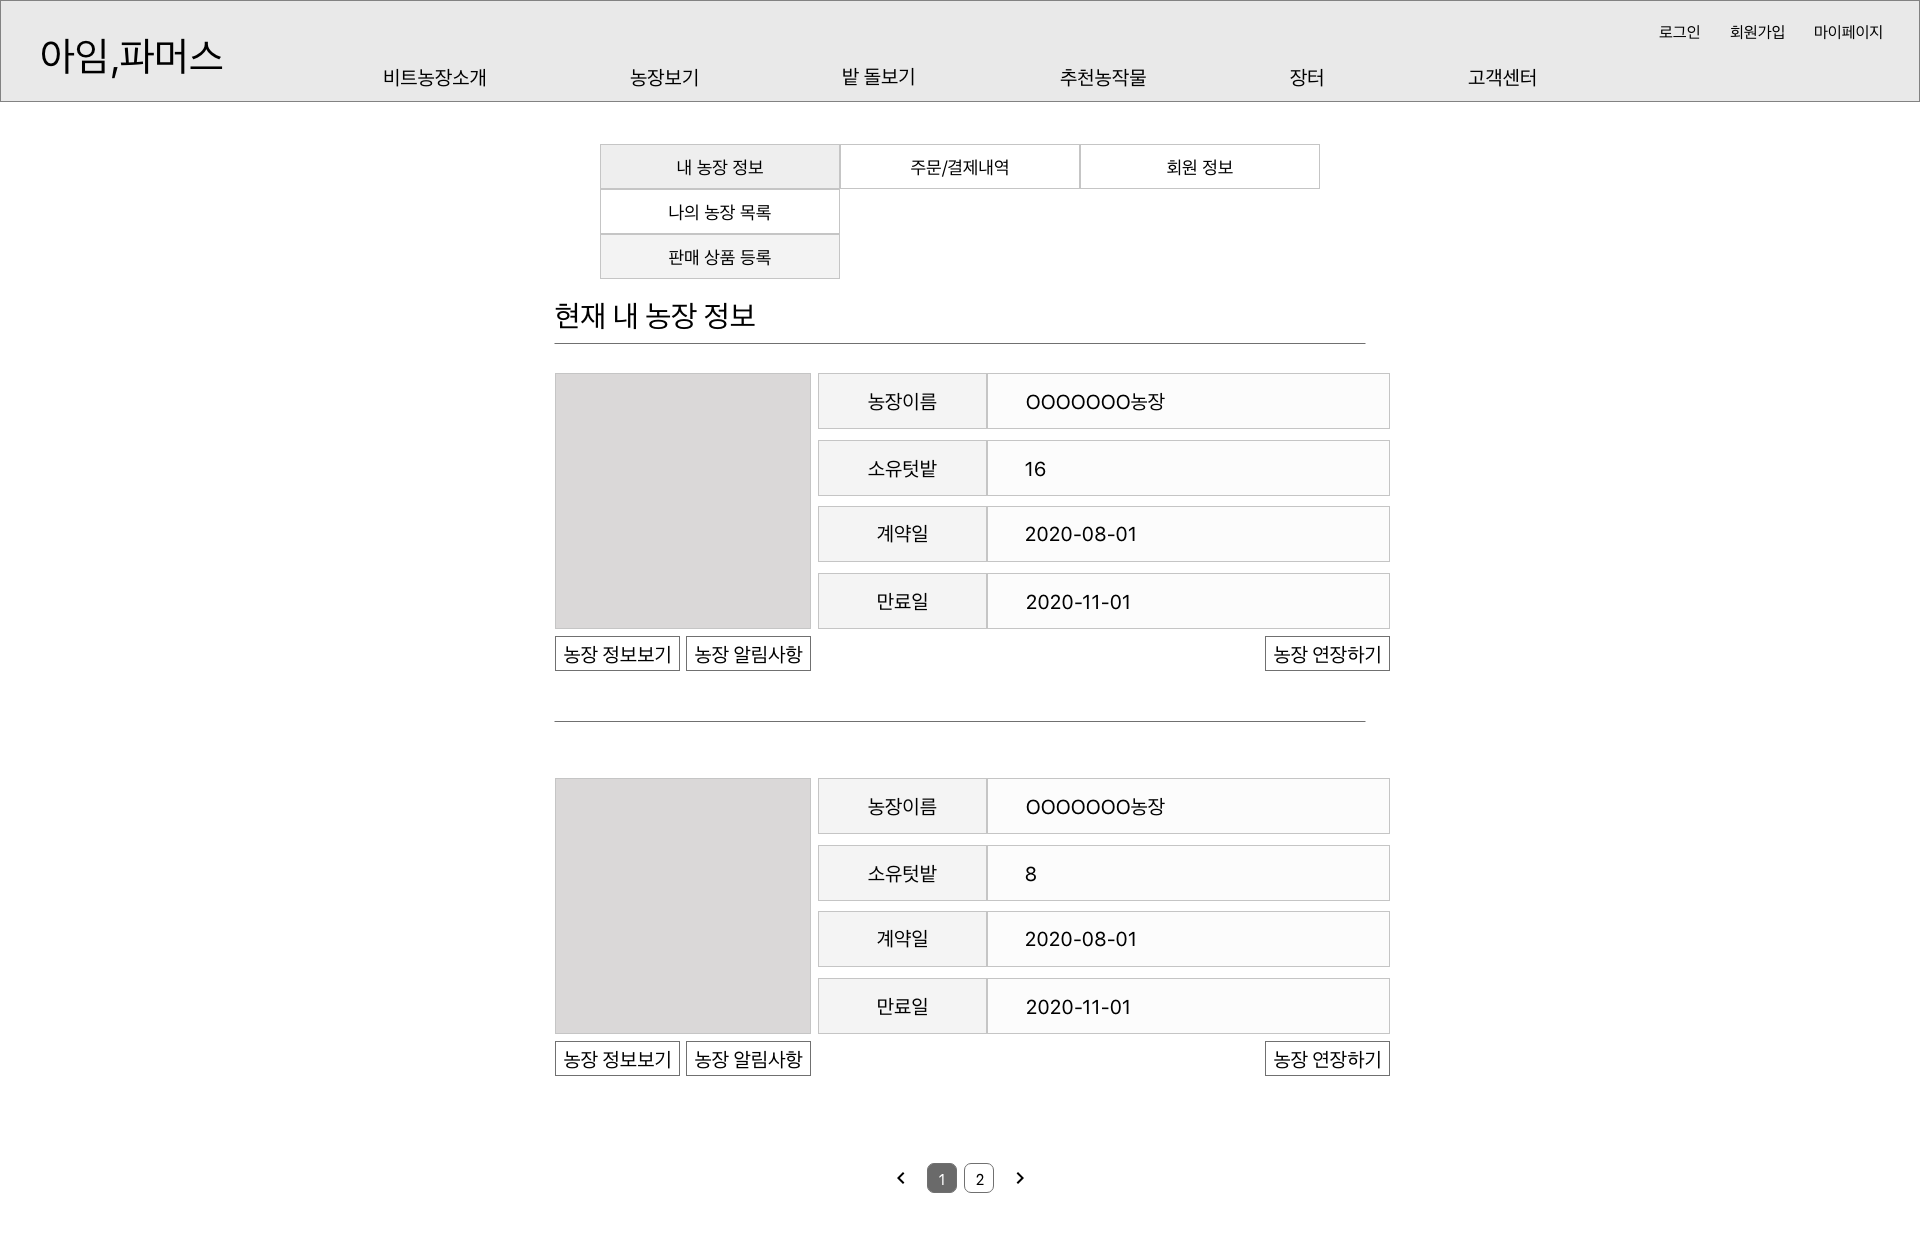 아임,파머스
로그인 회원가입 마이페이지
비트농장소개 농장보기 밭 돌보기 추천농작물 장터 고객센터
내 농장 정보 주문/결제내역 회원 정보
나의 농장 목록
판매 상품 등록
현재 내 농장 정보
농장이름 OOOOOOO농장
소유텃밭 16
계약일 2020-08-01
만료일 2020-11-01
농장 정보보기 농장 알림사항 농장 연장하기
농장이름 OOOOOOO농장
소유텃밭 8
계약일 2020-08-01
만료일 2020-11-01
농장 정보보기 농장 알림사항 농장 연장하기
1 2